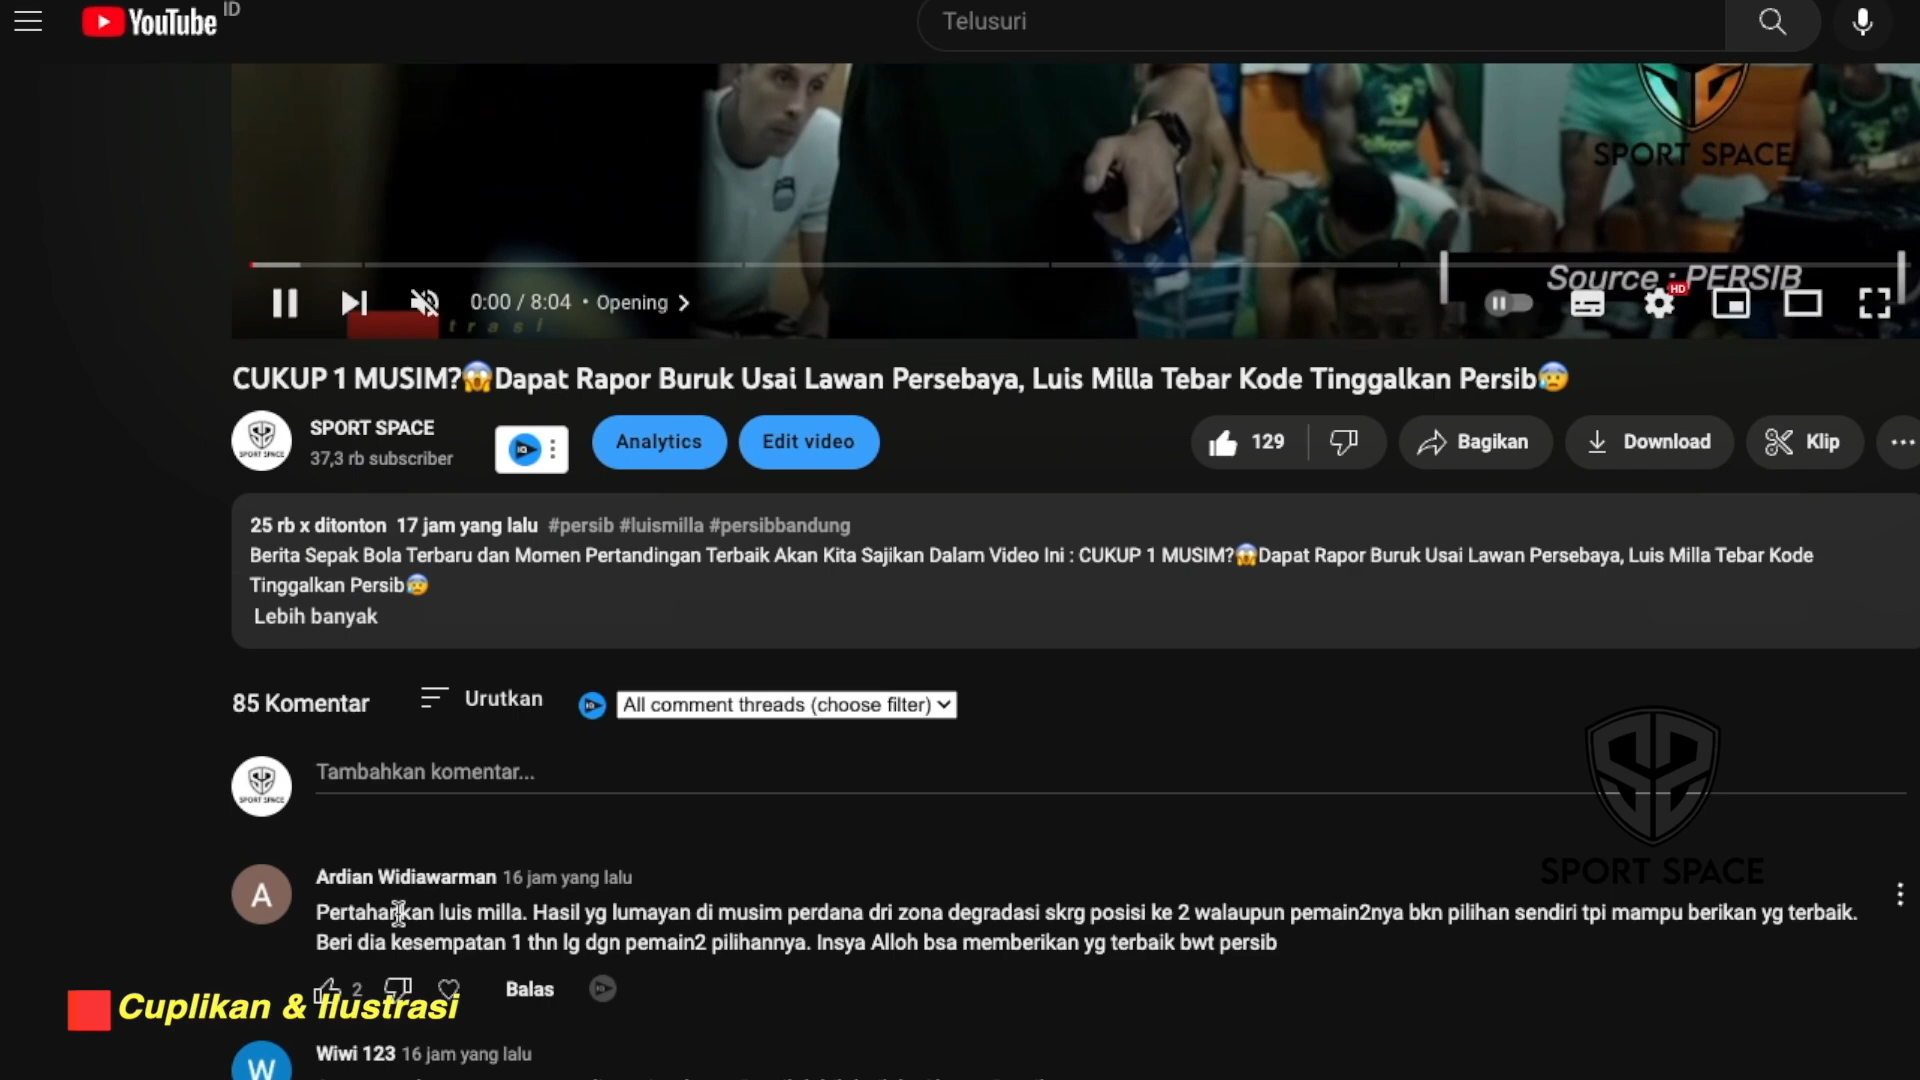 YouTube ID
Telusuri
SPORT SPACE
Source : PERSIB
HD
0:00 / 8:04 • Opening
trasi
CUKUP 1 MUSIM?😱Dapat Rapor Buruk Usai Lawan Persebaya, Luis Milla Tebar Kode Tinggalkan Persib😰
SPORT SPACE
SPORT SPACE
37,3 rb subscriber
Analytics
Edit video
129
Bagikan
Download
Klip
25 rb x ditonton 17 jam yang lalu #persib #luismilla #persibbandung
Berita Sepak Bola Terbaru dan Momen Pertandingan Terbaik Akan Kita Sajikan Dalam Video Ini : CUKUP 1 MUSIM?😱Dapat Rapor Buruk Usai Lawan Persebaya, Luis Milla Tebar Kode
Tinggalkan Persib😰
Lebih banyak
85 Komentar
Urutkan
All comment threads (choose filter)
SPORT SPACE
Tambahkan komentar...
SPORT SPACE
A
Ardian Widiawarman 16 jam yang lalu
Pertahankan luis milla. Hasil yg lumayan di musim perdana dri zona degradasi skrg posisi ke 2 walaupun pemain2nya bkn pilihan sendiri tpi mampu berikan yg terbaik.
Beri dia kesempatan 1 thn lg dgn pemain2 pilihannya. Insya Alloh bsa memberikan yg terbaik bwt persib
2
Balas
Cuplikan & Ilustrasi
W
Wiwi 123 16 jam yang lalu